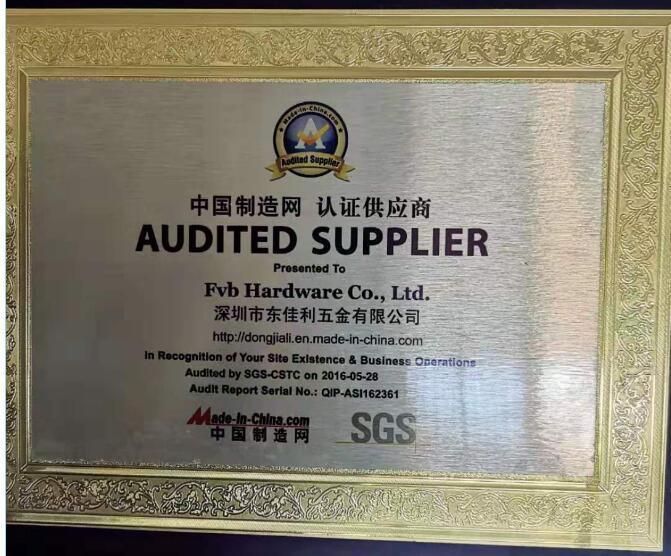 Made-in-China.com
Audited Supplier
中国制造网 认证供应商
AUDITED SUPPLIER
Presented To
Fvb Hardware Co., Ltd.
深圳市东佳利五金有限公司
http://dongjiali.en.made-in-china.com
In Recognition of Your Site Existence & Business Operations
Audited by SGS-CSTC on 2016-05-28
Audit Report Serial No.: QIP-ASI162361
Made-in-China.com
中国制造网
SGS